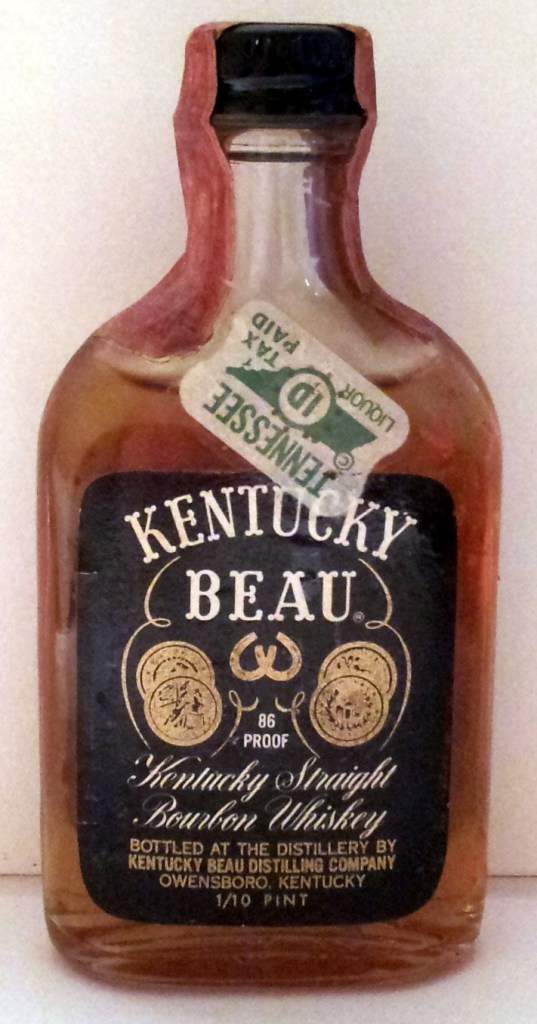 TENNESSEE
1D
TAX
PAID
LIQUOR
©
KENTUCKY
BEAU®
86
PROOF
Kentucky Straight
Bourbon Whiskey
BOTTLED AT THE DISTILLERY BY
KENTUCKY BEAU DISTILLING COMPANY
OWENSBORO, KENTUCKY
1/10 PINT